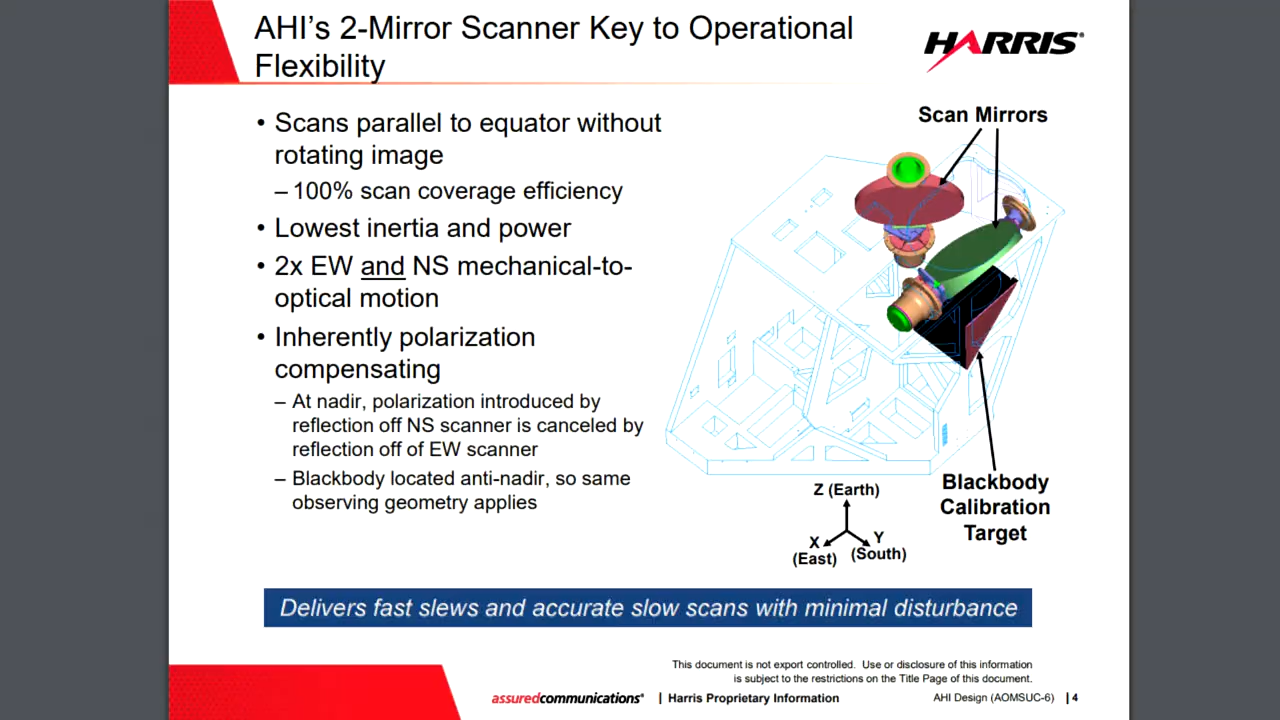 AHI's 2-Mirror Scanner Key to Operational
Flexibility
HARRIS®
• Scans parallel to equator without
rotating image
– 100% scan coverage efficiency
• Lowest inertia and power
• 2x EW and NS mechanical-to-
optical motion
• Inherently polarization
compensating
– At nadir, polarization introduced by
reflection off NS scanner is canceled by
reflection off of EW scanner
– Blackbody located anti-nadir, so same
observing geometry applies
Scan Mirrors
Z (Earth)
X
(East)
Y
(South)
Blackbody
Calibration
Target
Delivers fast slews and accurate slow scans with minimal disturbance
This document is not export controlled. Use or disclosure of this information
is subject to the restrictions on the Title Page of this document.
assuredcommunications® | Harris Proprietary Information
AHI Design (AOMSUC-6) | 4